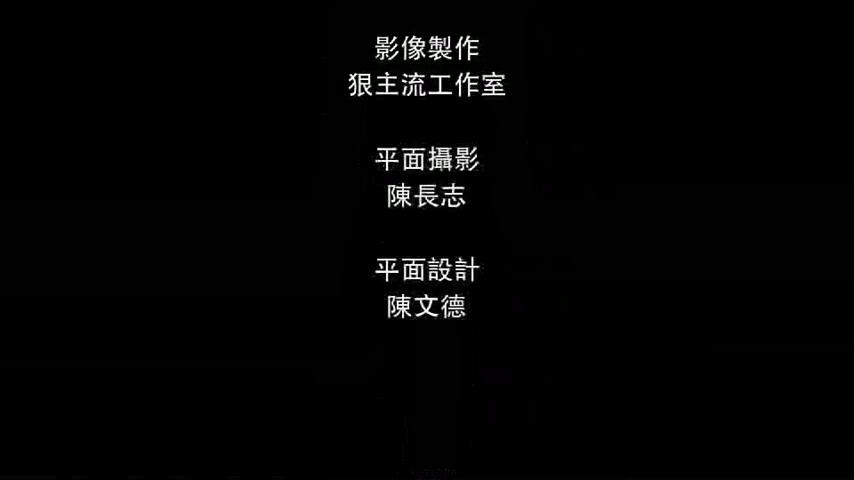 影像製作
狠主流工作室
平面攝影
陳長志
平面設計
陳文德